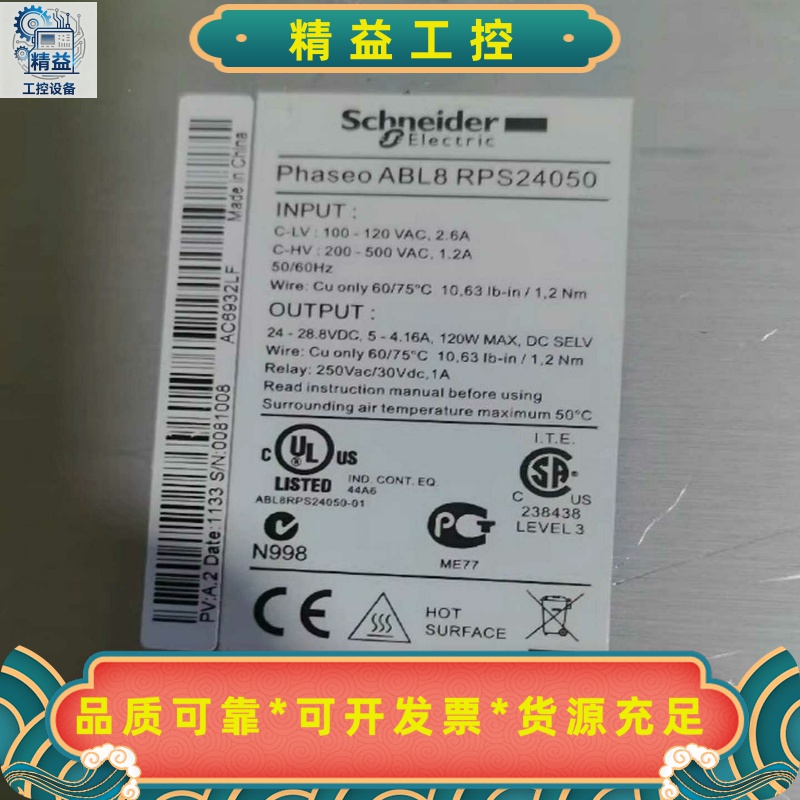 精益
工控设备
精益工控
Schneider
Electric
Phaseo ABL8 RPS24050
INPUT :
C-LV : 100 - 120 VAC, 2.6A
C-HV : 200 - 500 VAC, 1.2A
50/60Hz
Wire: Cu only 60/75°C 10,63 lb-in / 1,2 Nm
OUTPUT :
24 - 28.8VDC, 5 - 4.16A, 120W MAX, DC SELV
Wire: Cu only 60/75°C 10,63 lb-in / 1,2 Nm
Relay: 250Vac/30Vdc,1A
Read instruction manual before using
Surrounding air temperature maximum 50°C
C UL US
LISTED
IND. CONT. EQ.
44A6
ABL8RPS24050-01
I.T.E.
SA
C US
238438
LEVEL 3
N998
PCT
ME77
CE
HOT
SURFACE
Made in China
AC6932LF
PV:A.2 Date:1133 S/N:0081008
品质可靠*可开发票*货源充足